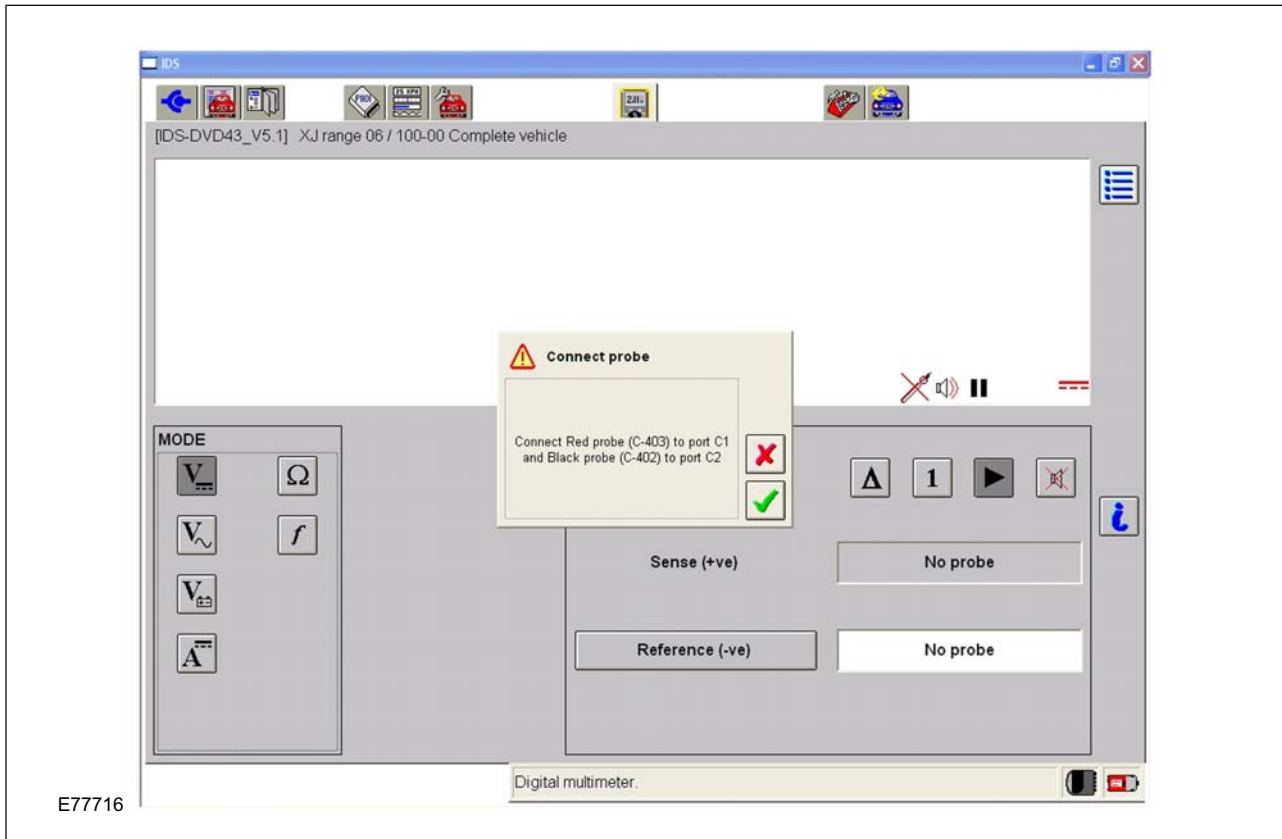 IDS
[IDS-DVD43_V5.1] XJ range 06 / 100-00 Complete vehicle
Connect probe
Connect Red probe (C-403) to port C1
and Black probe (C-402) to port C2
MODE
V Ω
Δ 1
V f
Sense (+ve) No probe
V
A
Reference (-ve) No probe
Digital multimeter.
E77716